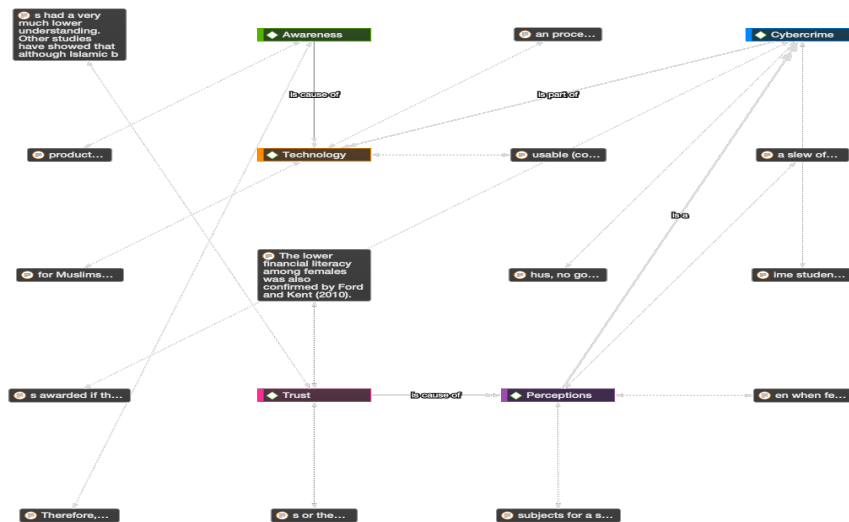 s had a very
much lower
understanding.
Other studies
have showed that
although Islamic b
Awareness
an proce...
Cybercrime
is cause of
is part of
product...
Technology
usable (co...
a slew of...
is a
for Muslims...
The lower
financial literacy
among females
was also
confirmed by Ford
and Kent (2010).
hus, no go...
ime studen...
s awarded if th...
Trust
is cause of
Perceptions
en when fe...
Therefore,...
s or the...
subjects for a s...